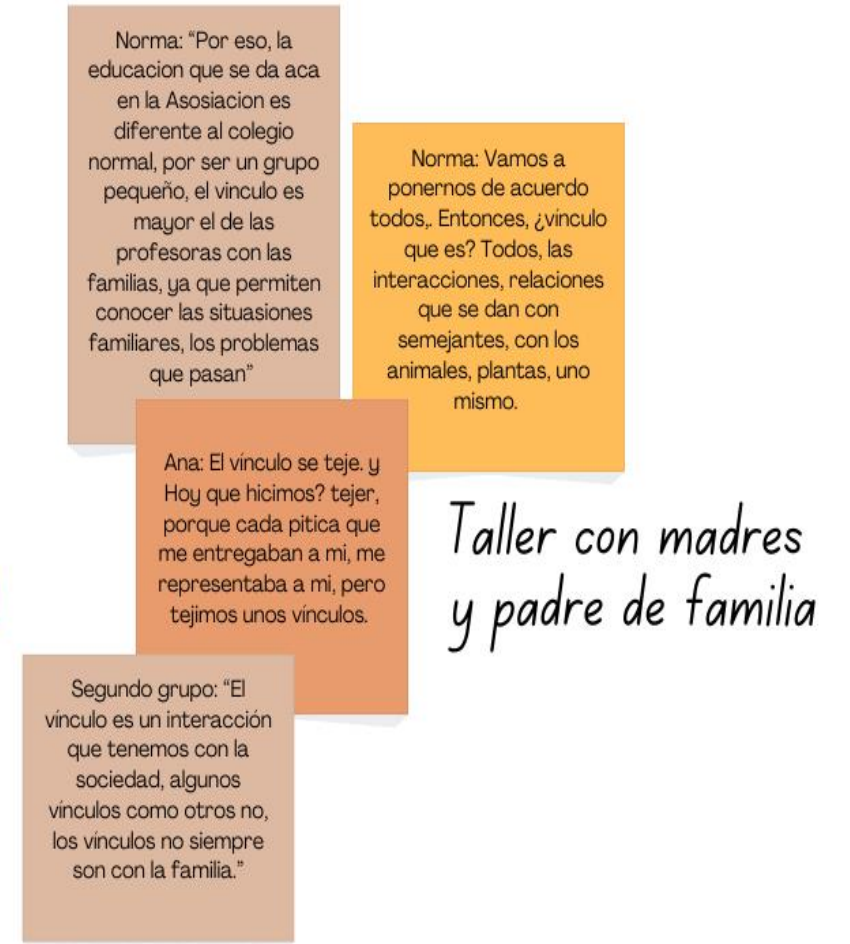 Norma: “Por eso, la
educacion que se da aca
en la Asosiacion es
diferente al colegio
normal, por ser un grupo
pequeño, el vinculo es
mayor el de las
profesoras con las
familias, ya que permiten
conocer las situasiones
familiares, los problemas
que pasan”
Norma: Vamos a
ponernos de acuerdo
todos,. Entonces, ¿vinculo
que es? Todos, las
interacciones, relaciones
que se dan con
semejantes, con los
animales, plantas, uno
mismo.
Ana: El vínculo se teje. y
Hoy que hicimos? tejer,
porque cada pitica que
me entregaban a mi, me
representaba a mi, pero
tejimos unos vínculos.
Taller con madres
y padre de familia
Segundo grupo: “El
vínculo es un interacción
que tenemos con la
sociedad, algunos
vínculos como otros no,
los vínculos no siempre
son con la familia.”